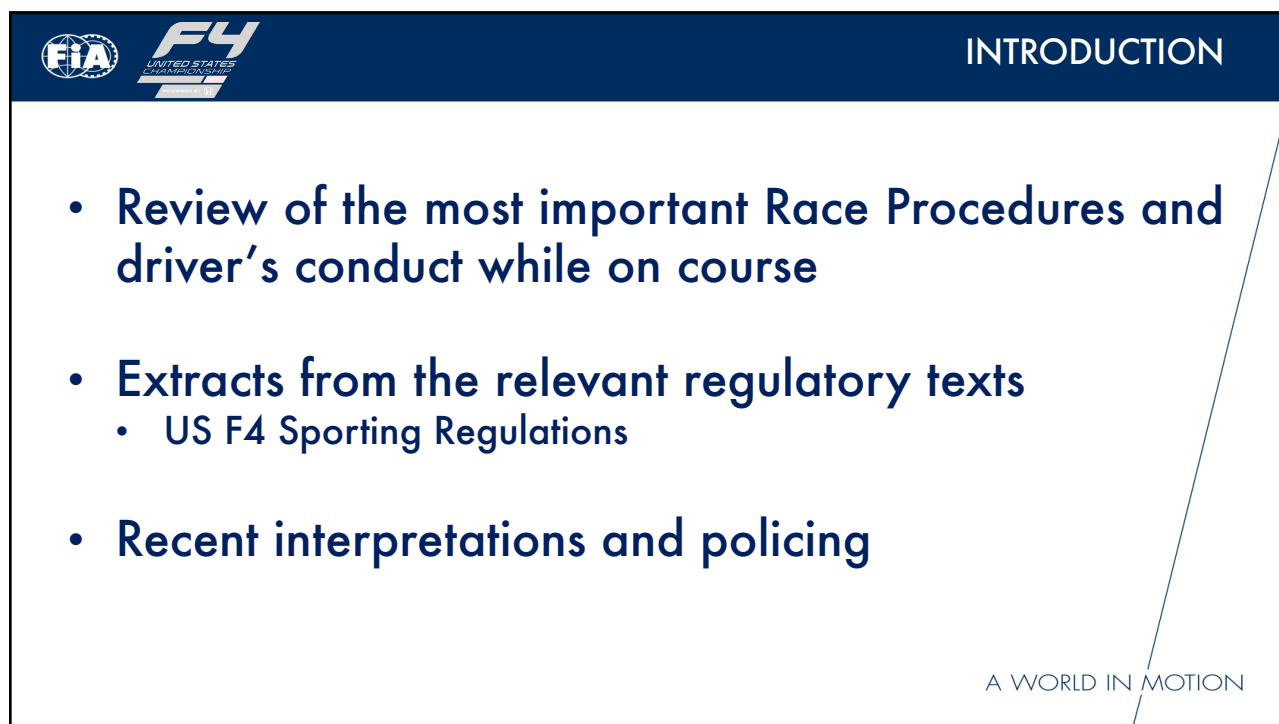 FiA
F4
UNITED STATES
CHAMPIONSHIP
INTRODUCTION
• Review of the most important Race Procedures and
driver’s conduct while on course
• Extracts from the relevant regulatory texts
• US F4 Sporting Regulations
• Recent interpretations and policing
A WORLD IN MOTION